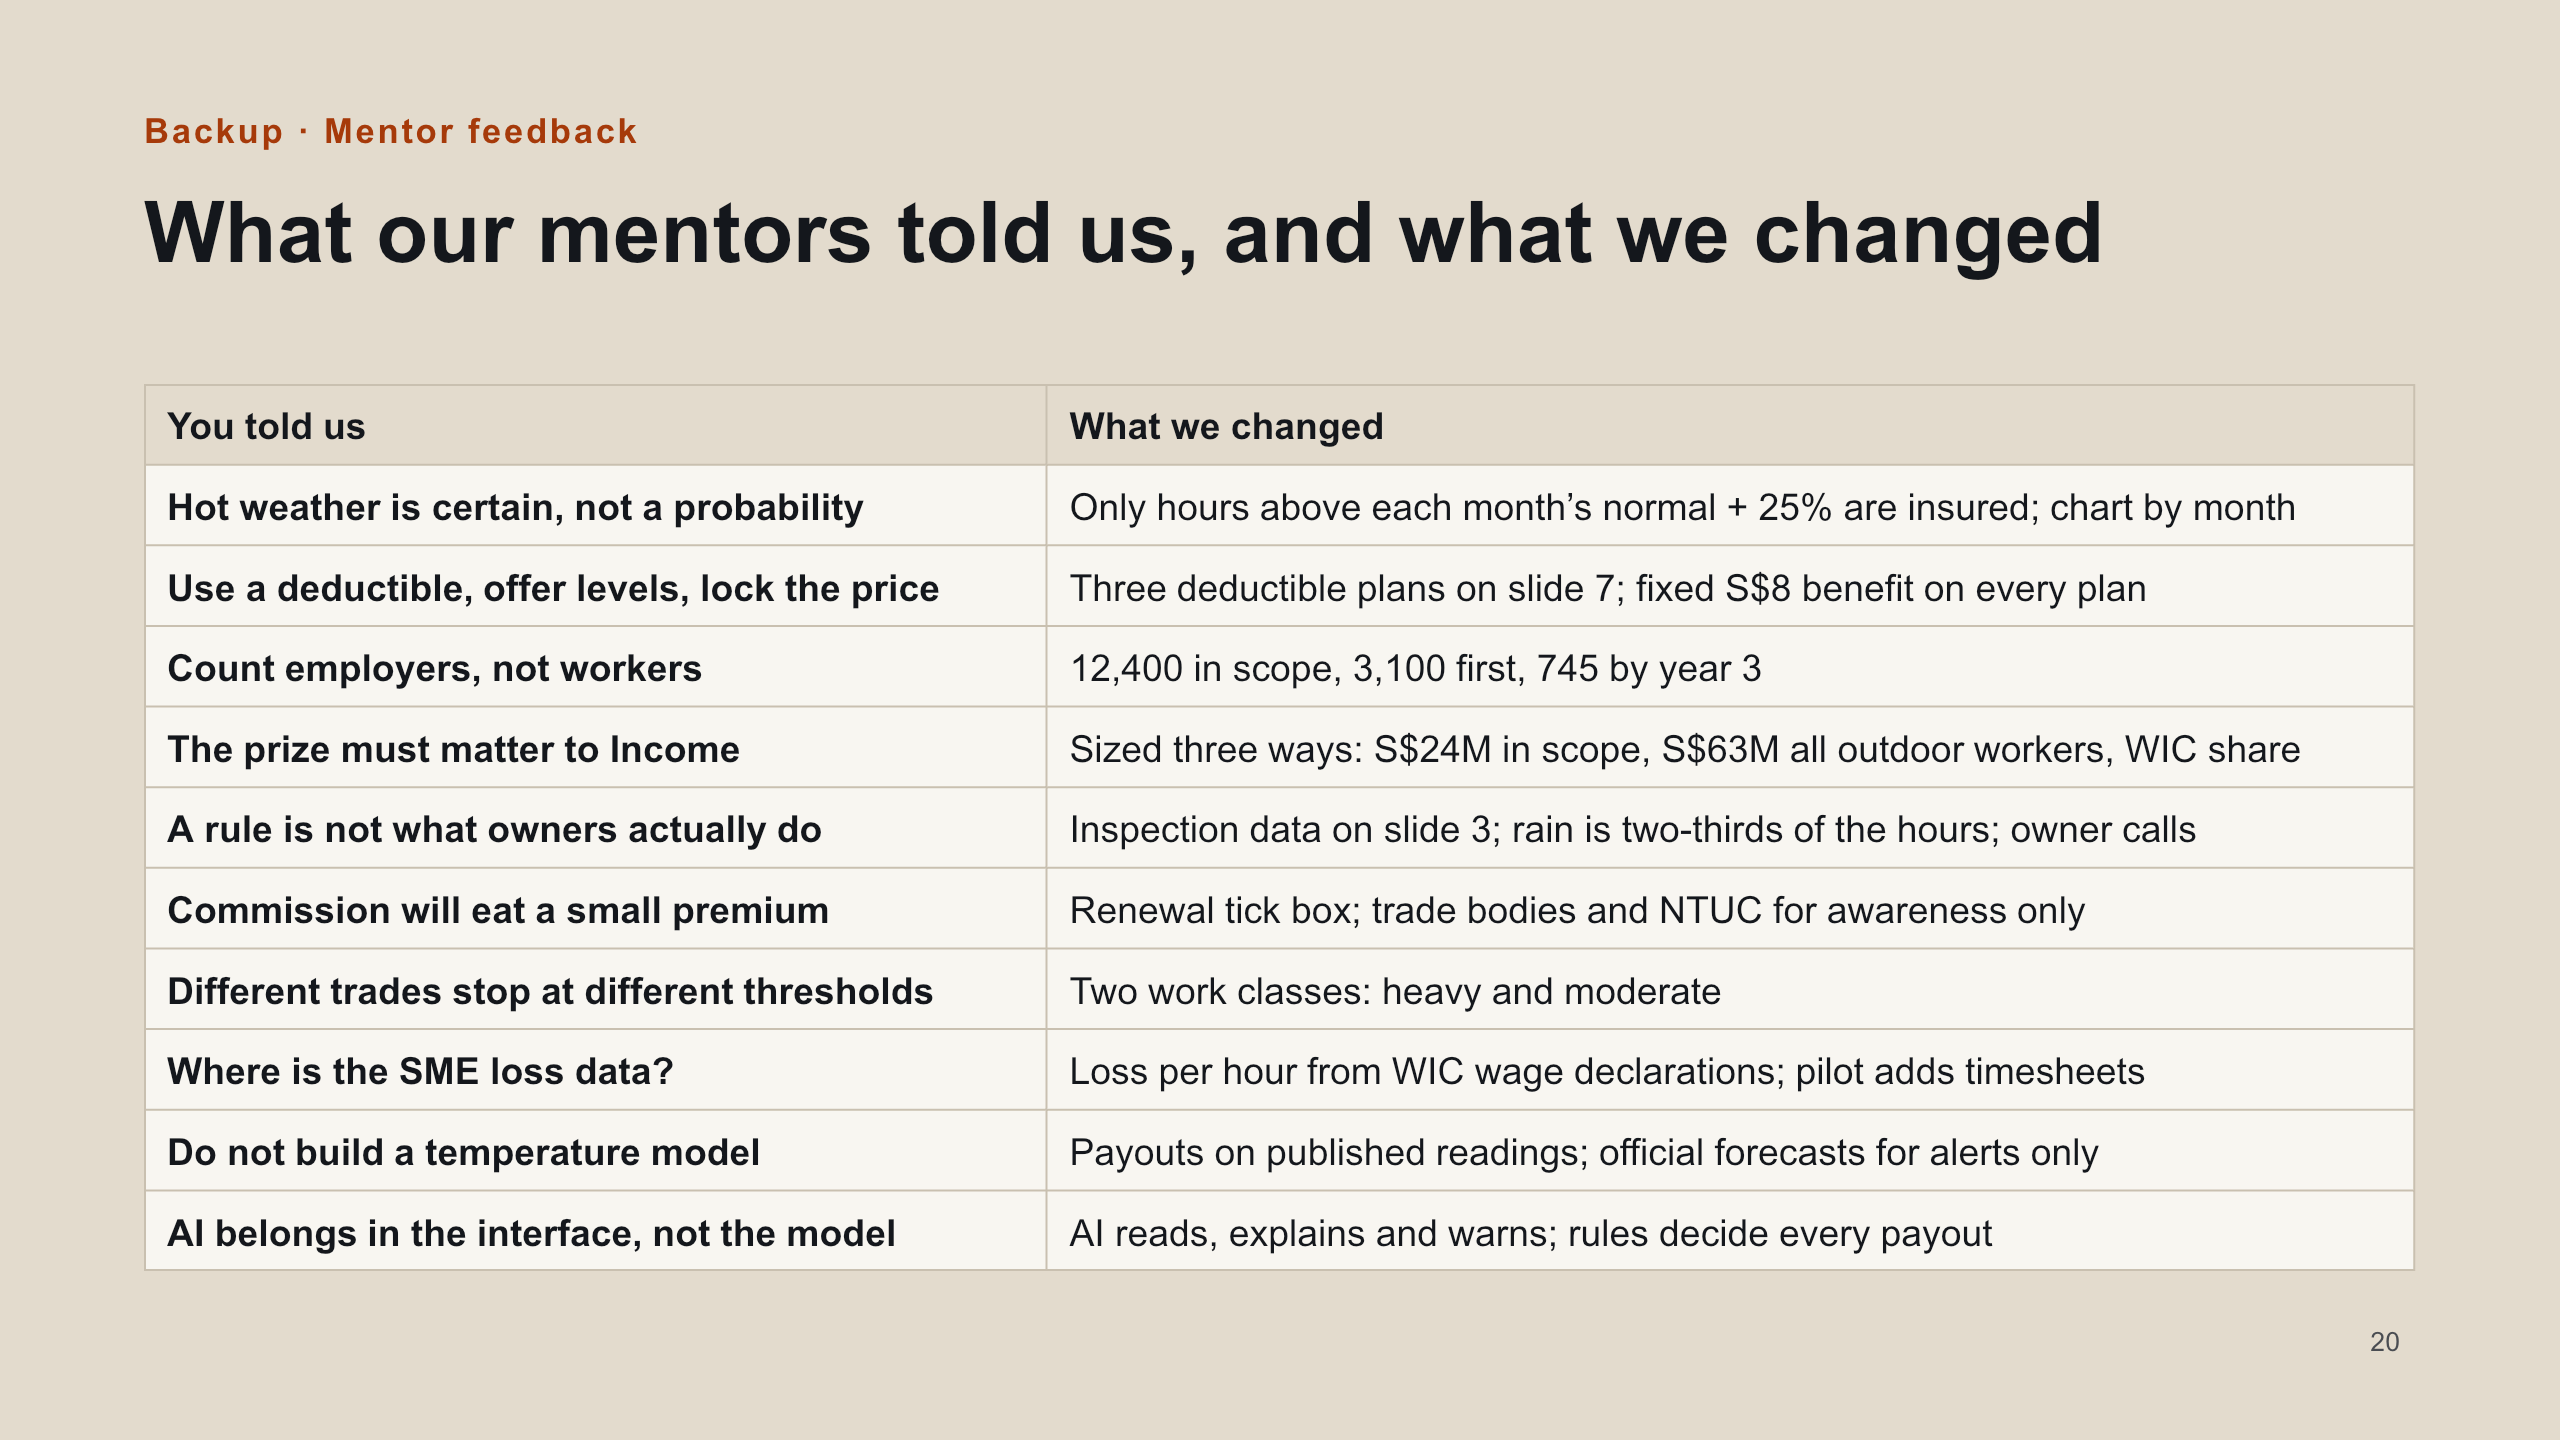 Backup · Mentor feedback
What our mentors told us, and what we changed
You told us
What we changed
Hot weather is certain, not a probability
Only hours above each month’s normal + 25% are insured; chart by month
Use a deductible, offer levels, lock the price
Three deductible plans on slide 7; fixed S$8 benefit on every plan
Count employers, not workers
12,400 in scope, 3,100 first, 745 by year 3
The prize must matter to Income
Sized three ways: S$24M in scope, S$63M all outdoor workers, WIC share
A rule is not what owners actually do
Inspection data on slide 3; rain is two-thirds of the hours; owner calls
Commission will eat a small premium
Renewal tick box; trade bodies and NTUC for awareness only
Different trades stop at different thresholds
Two work classes: heavy and moderate
Where is the SME loss data?
Loss per hour from WIC wage declarations; pilot adds timesheets
Do not build a temperature model
Payouts on published readings; official forecasts for alerts only
AI belongs in the interface, not the model
AI reads, explains and warns; rules decide every payout
20